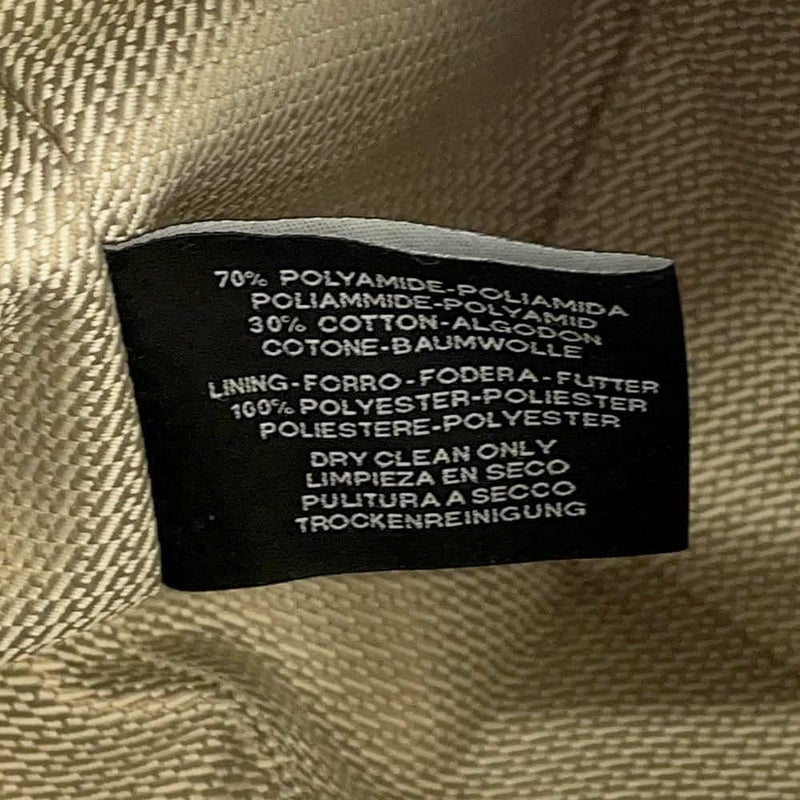 70% POLYAMIDE-POLIAMIDA
POLIAMMIDE-POLYAMID
30% COTTON-ALGODON
COTONE-BAUMWOLLE
LINING-FORRO-FODERA-FUTTER
100% POLYESTER-POLIESTER
POLIESTERE-POLYESTER
DRY CLEAN ONLY
LIMPIEZA EN SECO
PULITURA A SECCO
TROCKENREINIGUNG